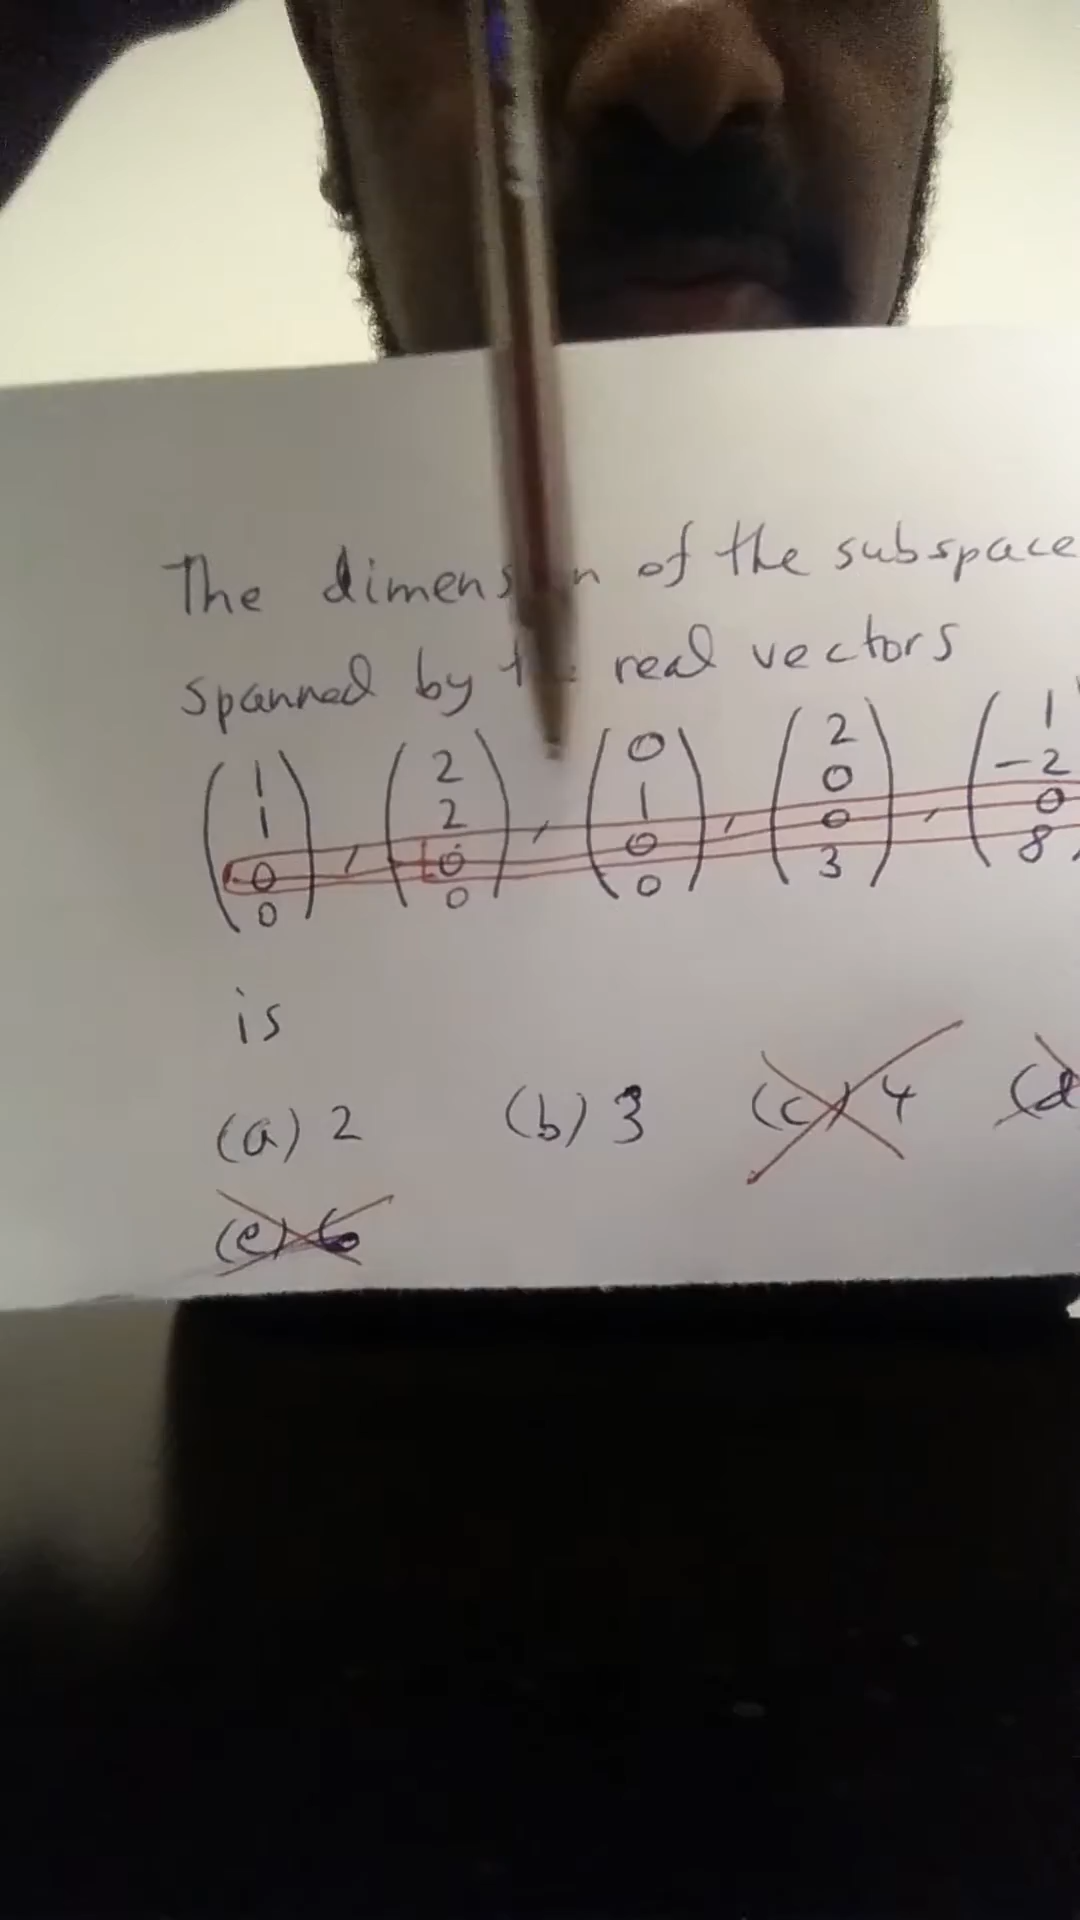 The dimens n of the subspace
spanned by real vectors
1 2 0 2 1
1 2 1 0 -2
0 , 0 , 0 , 0 , 0
0 0 0 3 8
is
(a) 2 (b) 3 (c) 4 (d
(e) 6